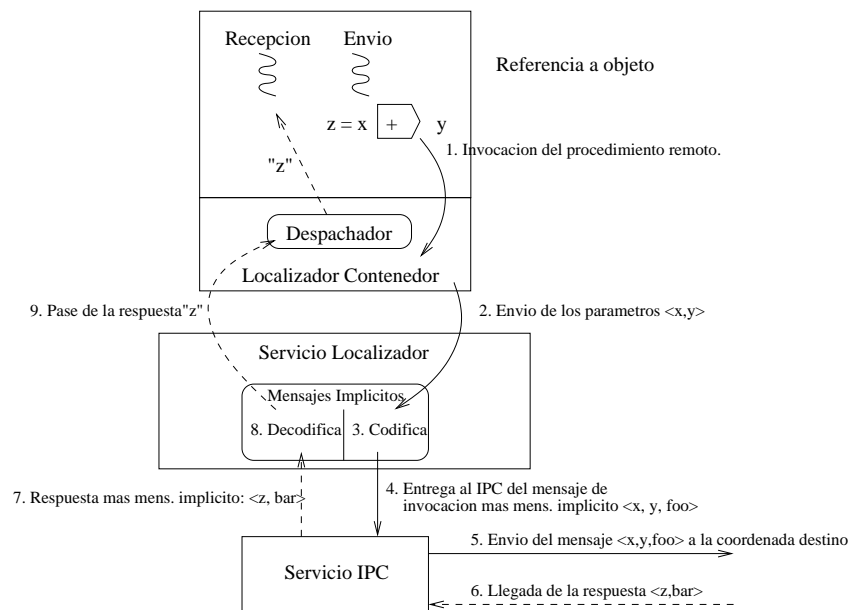 Recepcion
Envio
Referencia a objeto
z = x + y
1. Invocacion del procedimiento remoto.
"z"
Despachador
Localizador Contenedor
9. Pase de la respuesta"z"
2. Envio de los parametros <x,y>
Servicio Localizador
Mensajes Implicitos
8. Decodifica
3. Codifica
7. Respuesta mas mens. implicito: <z, bar>
4. Entrega al IPC del mensaje de
invocacion mas mens. implicito <x, y, foo>
5. Envio del mensaje <x,y,foo> a la coordenada destino
Servicio IPC
6. Llegada de la respuesta <z,bar>